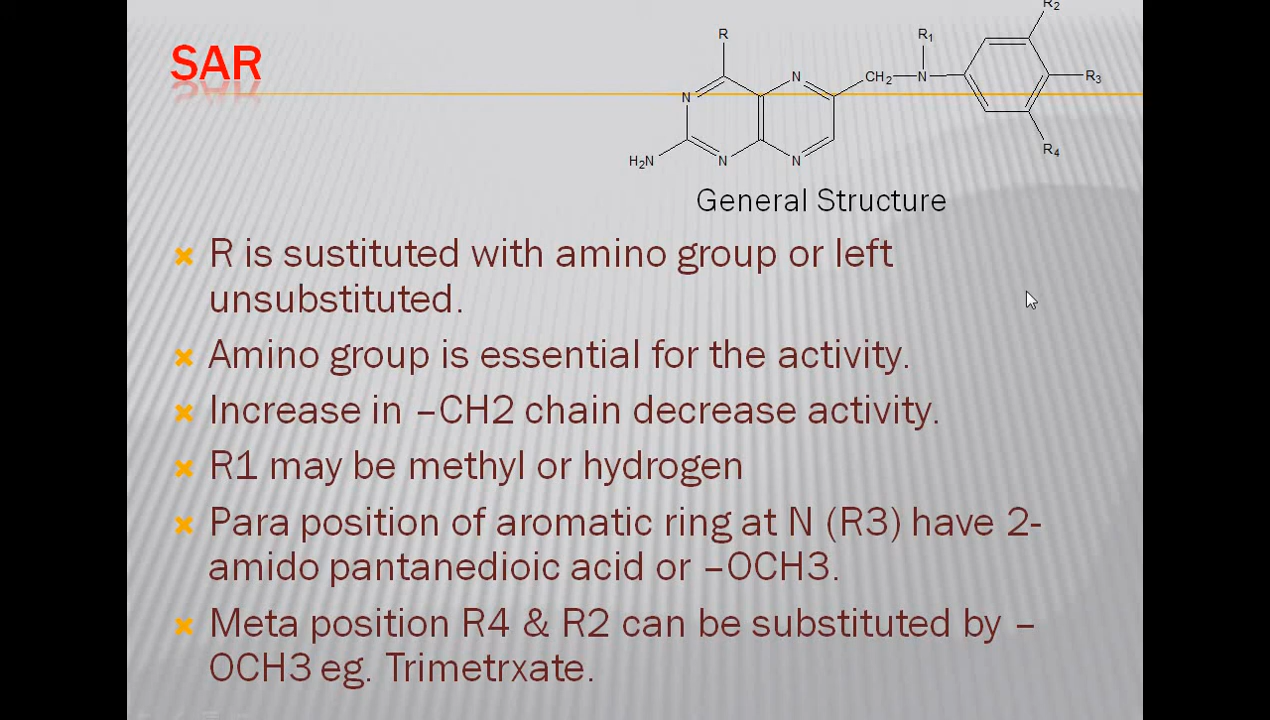 SAR
R
R1
R2
N
N
CH2
N
R3
H2N
N
N
R4
General Structure
R is sustituted with amino group or left
unsubstituted.
Amino group is essential for the activity.
Increase in –CH2 chain decrease activity.
R1 may be methyl or hydrogen
Para position of aromatic ring at N (R3) have 2-
amido pantanedioic acid or –OCH3.
Meta position R4 & R2 can be substituted by –
OCH3 eg. Trimetrxate.